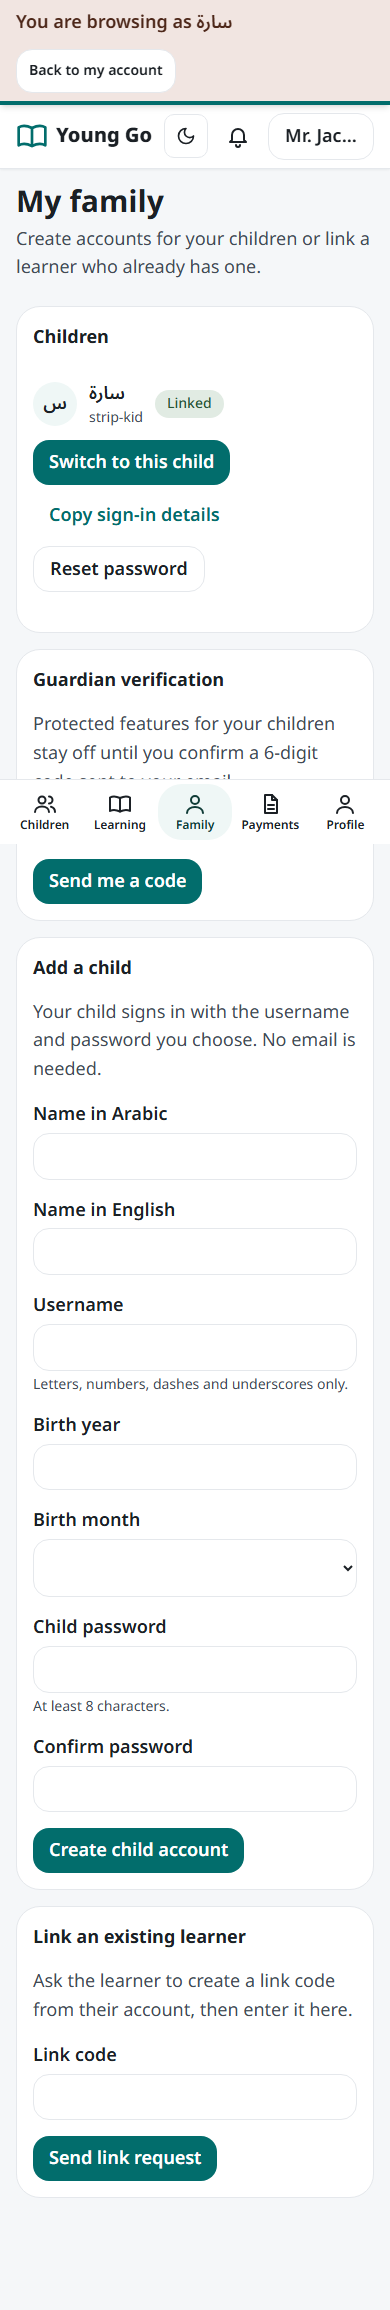 You are browsing as سارة
Back to my account
Young Go
Mr. Jac...
My family
Create accounts for your children or link a
learner who already has one.
Children
س
سارة
strip-kid
Linked
Switch to this child
Copy sign-in details
Reset password
Guardian verification
Protected features for your children
stay off until you confirm a 6-digit
Children
Learning
Family
Payments
Profile
Send me a code
Add a child
Your child signs in with the username
and password you choose. No email is
needed.
Name in Arabic
Name in English
Username
Letters, numbers, dashes and underscores only.
Birth year
Birth month
Child password
At least 8 characters.
Confirm password
Create child account
Link an existing learner
Ask the learner to create a link code
from their account, then enter it here.
Link code
Send link request